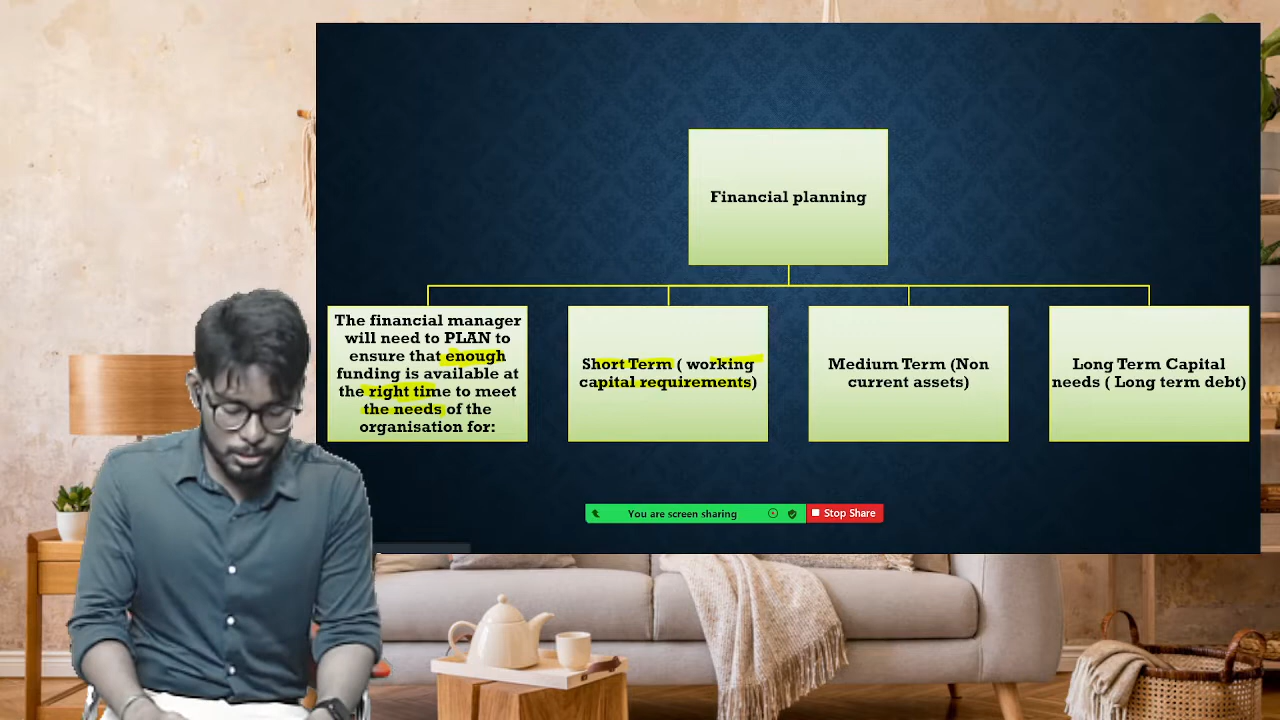 Financial planning
The financial manager
will need to PLAN to
ensure that enough
funding is available at
the right time to meet
the needs of the
organisation for:
Short Term ( working
capital requirements)
Medium Term (Non
current assets)
Long Term Capital
needs ( Long term debt)
You are screen sharing
Stop Share